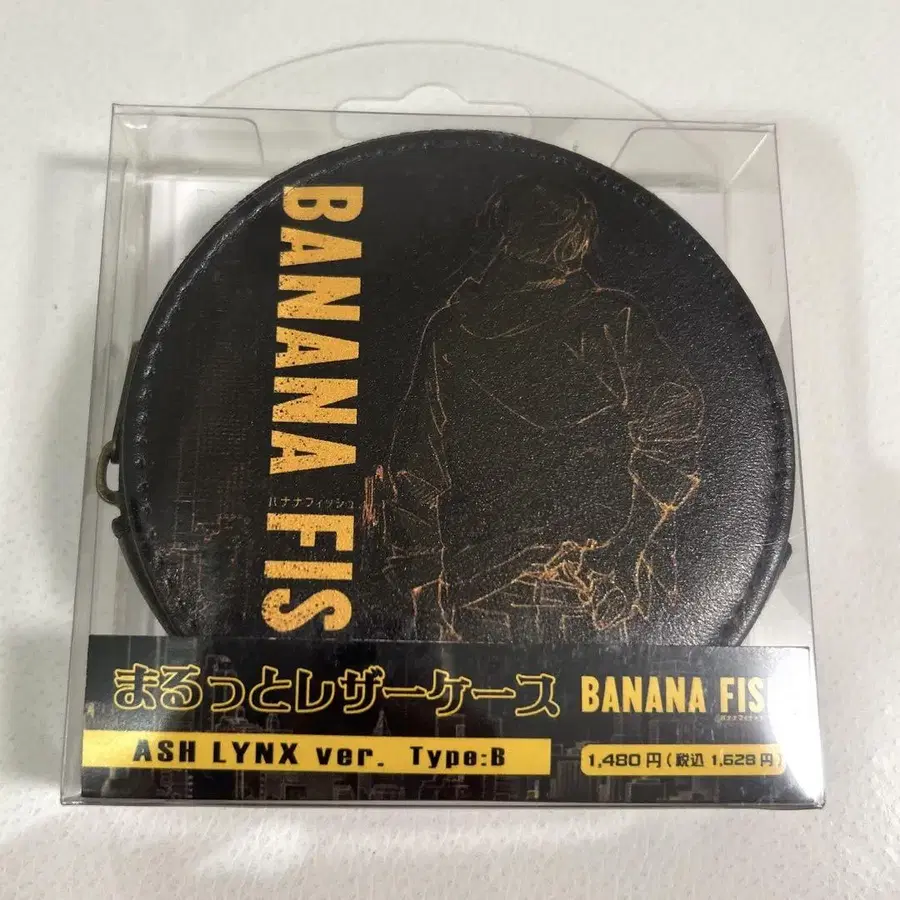 BANANA FIS
バナナフィッシュ
まるっとレザーケース
BANANA FIS
ASH LYNX ver. Type:B
1,480円(税込1,628円)